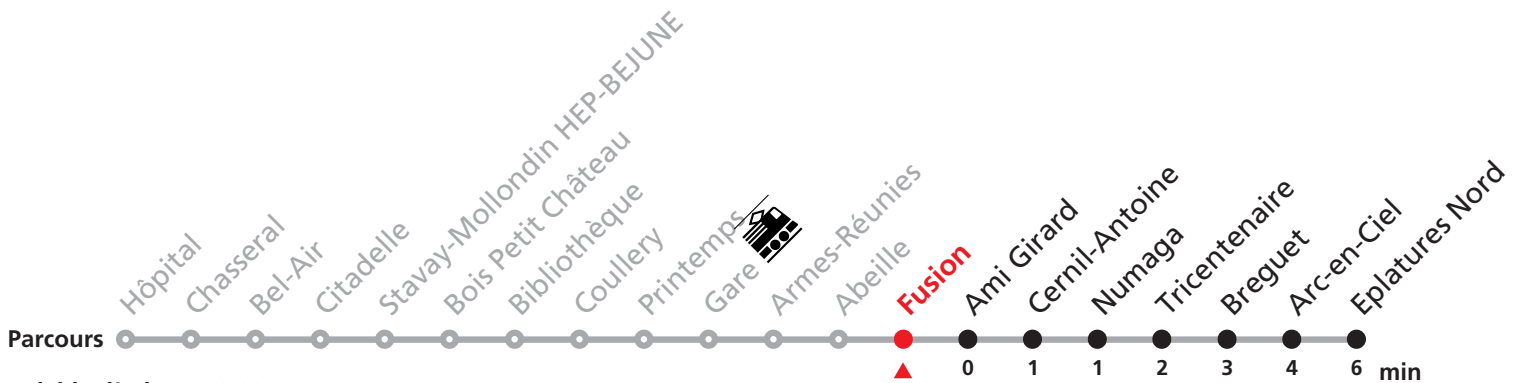 Hôpital
Chasseral
Bel-Air
Citadelle
Stavay-Mollondin HEP-BEJUNE
Bois Petit Château
Bibliothèque
Coullery
Printemps
Gare
Armes-Réunies
Abeille
Fusion
Ami Girard
Cernil-Antoine
Numaga
Tricentenaire
Breguet
Arc-en-Ciel
Eplatures Nord
Parcours
0 1 1 2 3 4 6 min